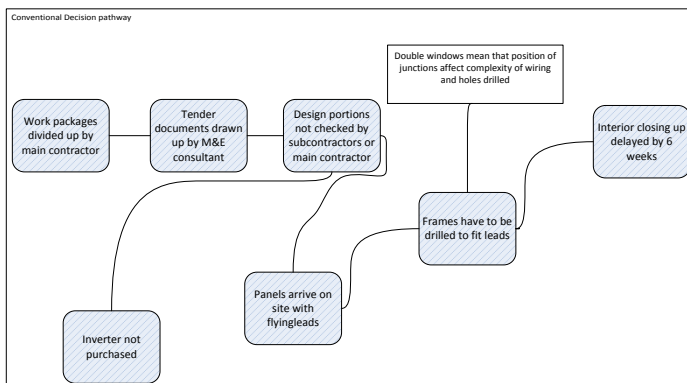 Conventional Decision pathway
Double windows mean that position of
junctions affect complexity of wiring
and holes drilled
Work packages
divided up by
main contractor
Tender
documents drawn
up by M&E
consultant
Design portions
not checked by
subcontractors or
main contractor
Interior closing up
delayed by 6
weeks
Frames have to be
drilled to fit leads
Panels arrive on
site with
flyingleads
Inverter not
purchased